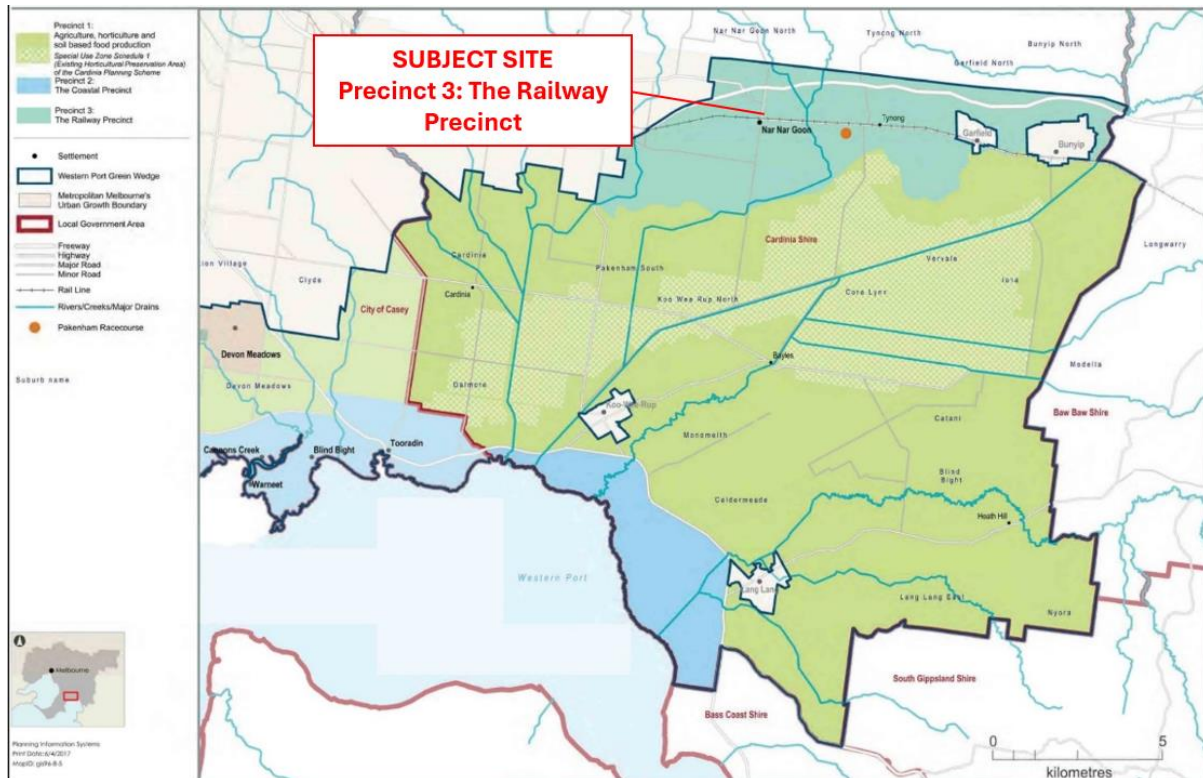 Precinct 1:
Agriculture, horticulture and
soil based food production
Special Use Zone Schedule 1
(Existing Horticultural Preservation Area)
of the Cardinia Planning Scheme
Precinct 2:
The Coastal Precinct
Precinct 3:
The Railway Precinct
Settlement
Western Port Green Wedge
Metropolitan Melbourne's
Urban Growth Boundary
Local Government Area
Freeway
Highway
Major Road
Minor Road
Rail Line
Rivers/Creeks/Major Drains
Pakenham Racecourse
Suburb name
SUBJECT SITE
Precinct 3: The Railway
Precinct
Nar Nar Goon North
Tynong North
Bunyip North
Garfield North
Nar Nar Goon
Tynong
Garfield
Bunyip
Longwarry
Cardinia Shire
Vervale
Iona
Cora Lynn
Pakenham South
Koo Wee Rup North
Cardinia
Cardinia
Clyde
City of Casey
Devon Meadows
Devon Meadows
Dalmore
Bayles
Modella
Baw Baw Shire
Koo-Wee-Rup
Monomeith
Catani
Cannons Creek
Blind Bight
Tooradin
Warneet
Blind
Bight
Caldermeade
Heath Hill
Western Port
Lang Lang
Lang Lang East
Nyora
South Gippsland Shire
Bass Coast Shire
Melbourne
Planning Information Systems
Print Date: 6/4/2017
0
5
kilometres